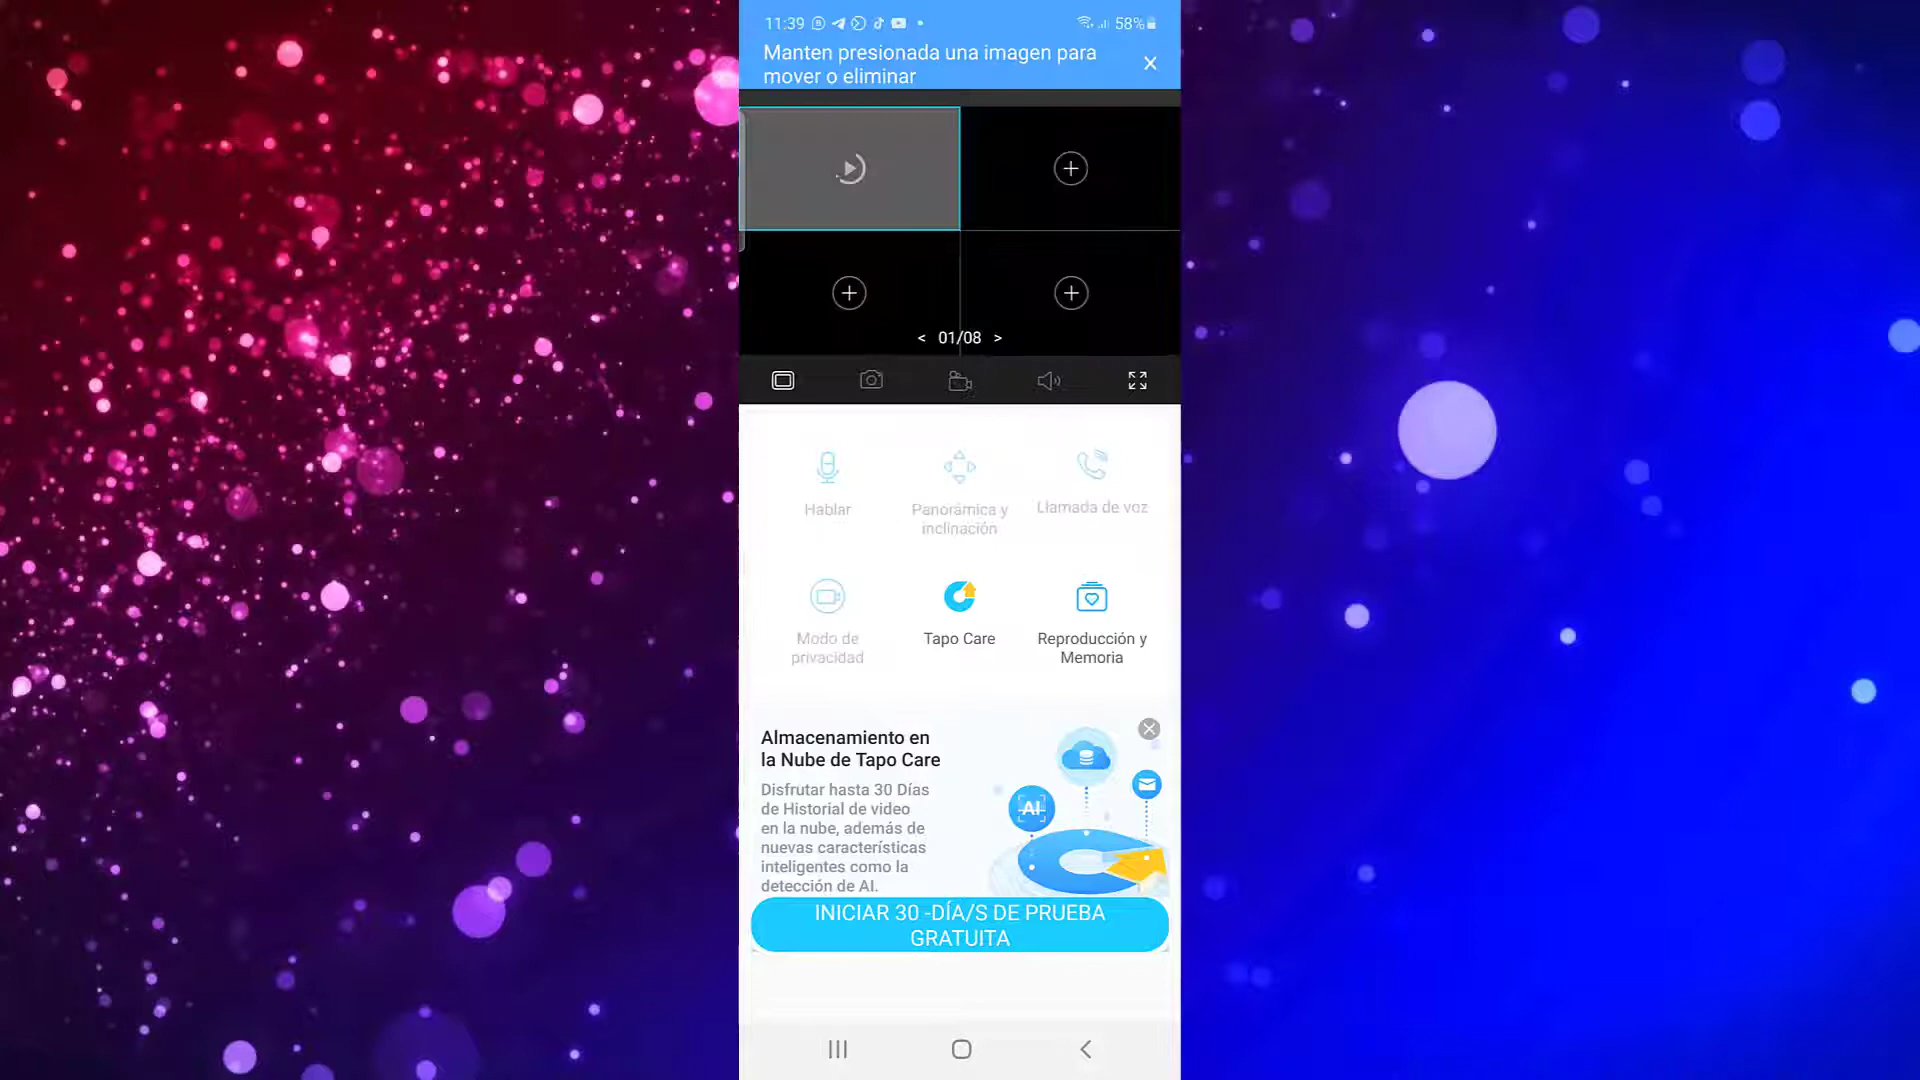 11:39
58%
Manten presionada una imagen para
mover o eliminar
< 01/08 >
Hablar
Panorámica y
inclinación
Llamada de voz
Modo de
privacidad
Tapo Care
Reproducción y
Memoria
Almacenamiento en
la Nube de Tapo Care
Disfrutar hasta 30 Días
de Historial de video
en la nube, además de
nuevas características
inteligentes como la
detección de AI.
AI
INICIAR 30 -DÍA/S DE PRUEBA
GRATUITA